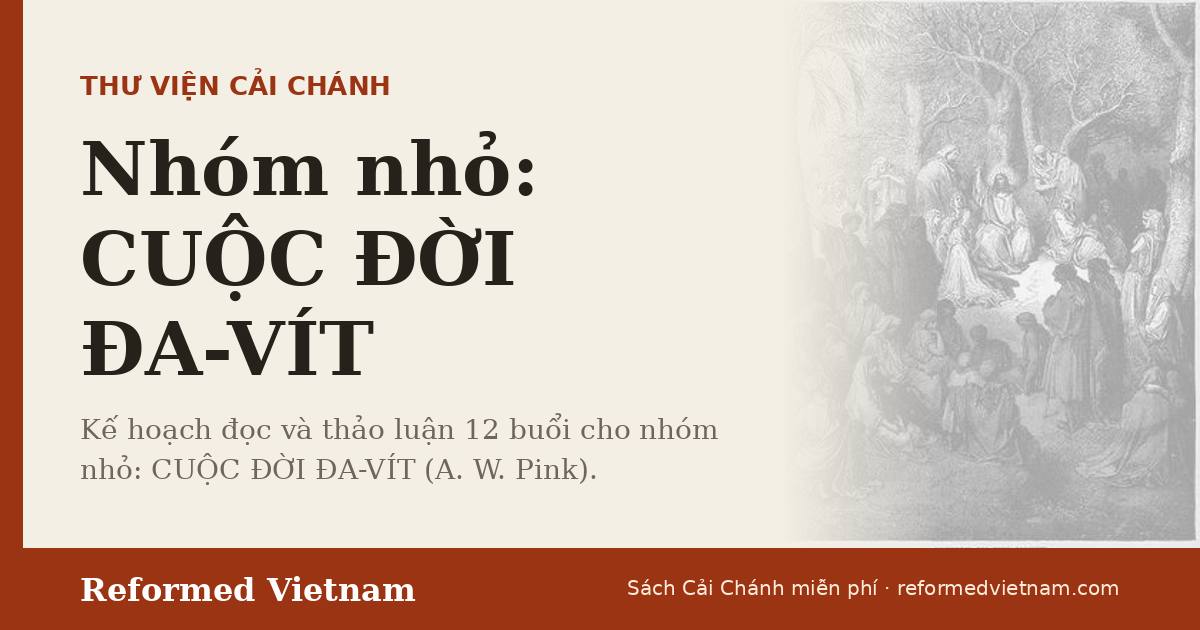 THƯ VIỆN CẢI CHÁNH
Nhóm nhỏ:
CUỘC ĐỜI
ĐA-VÍT
Kế hoạch đọc và thảo luận 12 buổi cho nhóm
nhỏ: CUỘC ĐỜI ĐA-VÍT (A. W. Pink).
Reformed Vietnam
Sách Cải Chánh miễn phí · reformedvietnam.com